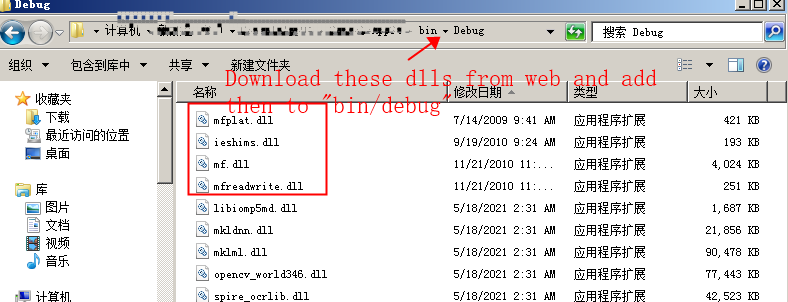 Debug
计算机
bin
Debug
搜索 Debug
组织
包含到库中
共享
新建文件夹
Download these dlls from web and add
then to "bin/debug"
收藏夹
下载
最近访问的位置
桌面
库
图片
文档
视频
音乐
计算机
名称 修改日期 类型 大小
mfplat.dll 7/14/2009 9:41 AM 应用程序扩展 421 KB
ieshims.dll 9/19/2010 9:24 AM 应用程序扩展 193 KB
mf.dll 11/21/2010 11:... 应用程序扩展 4,024 KB
mfreadwrite.dll 11/21/2010 11:... 应用程序扩展 251 KB
libiomp5md.dll 5/18/2021 2:31 AM 应用程序扩展 1,687 KB
mkldnn.dll 5/18/2021 2:31 AM 应用程序扩展 21,856 KB
mklml.dll 5/18/2021 2:31 AM 应用程序扩展 90,478 KB
opencv_world346.dll 5/18/2021 2:31 AM 应用程序扩展 77,443 KB
spire_ocrlib.dll 5/18/2021 2:31 AM 应用程序扩展 42,553 KB